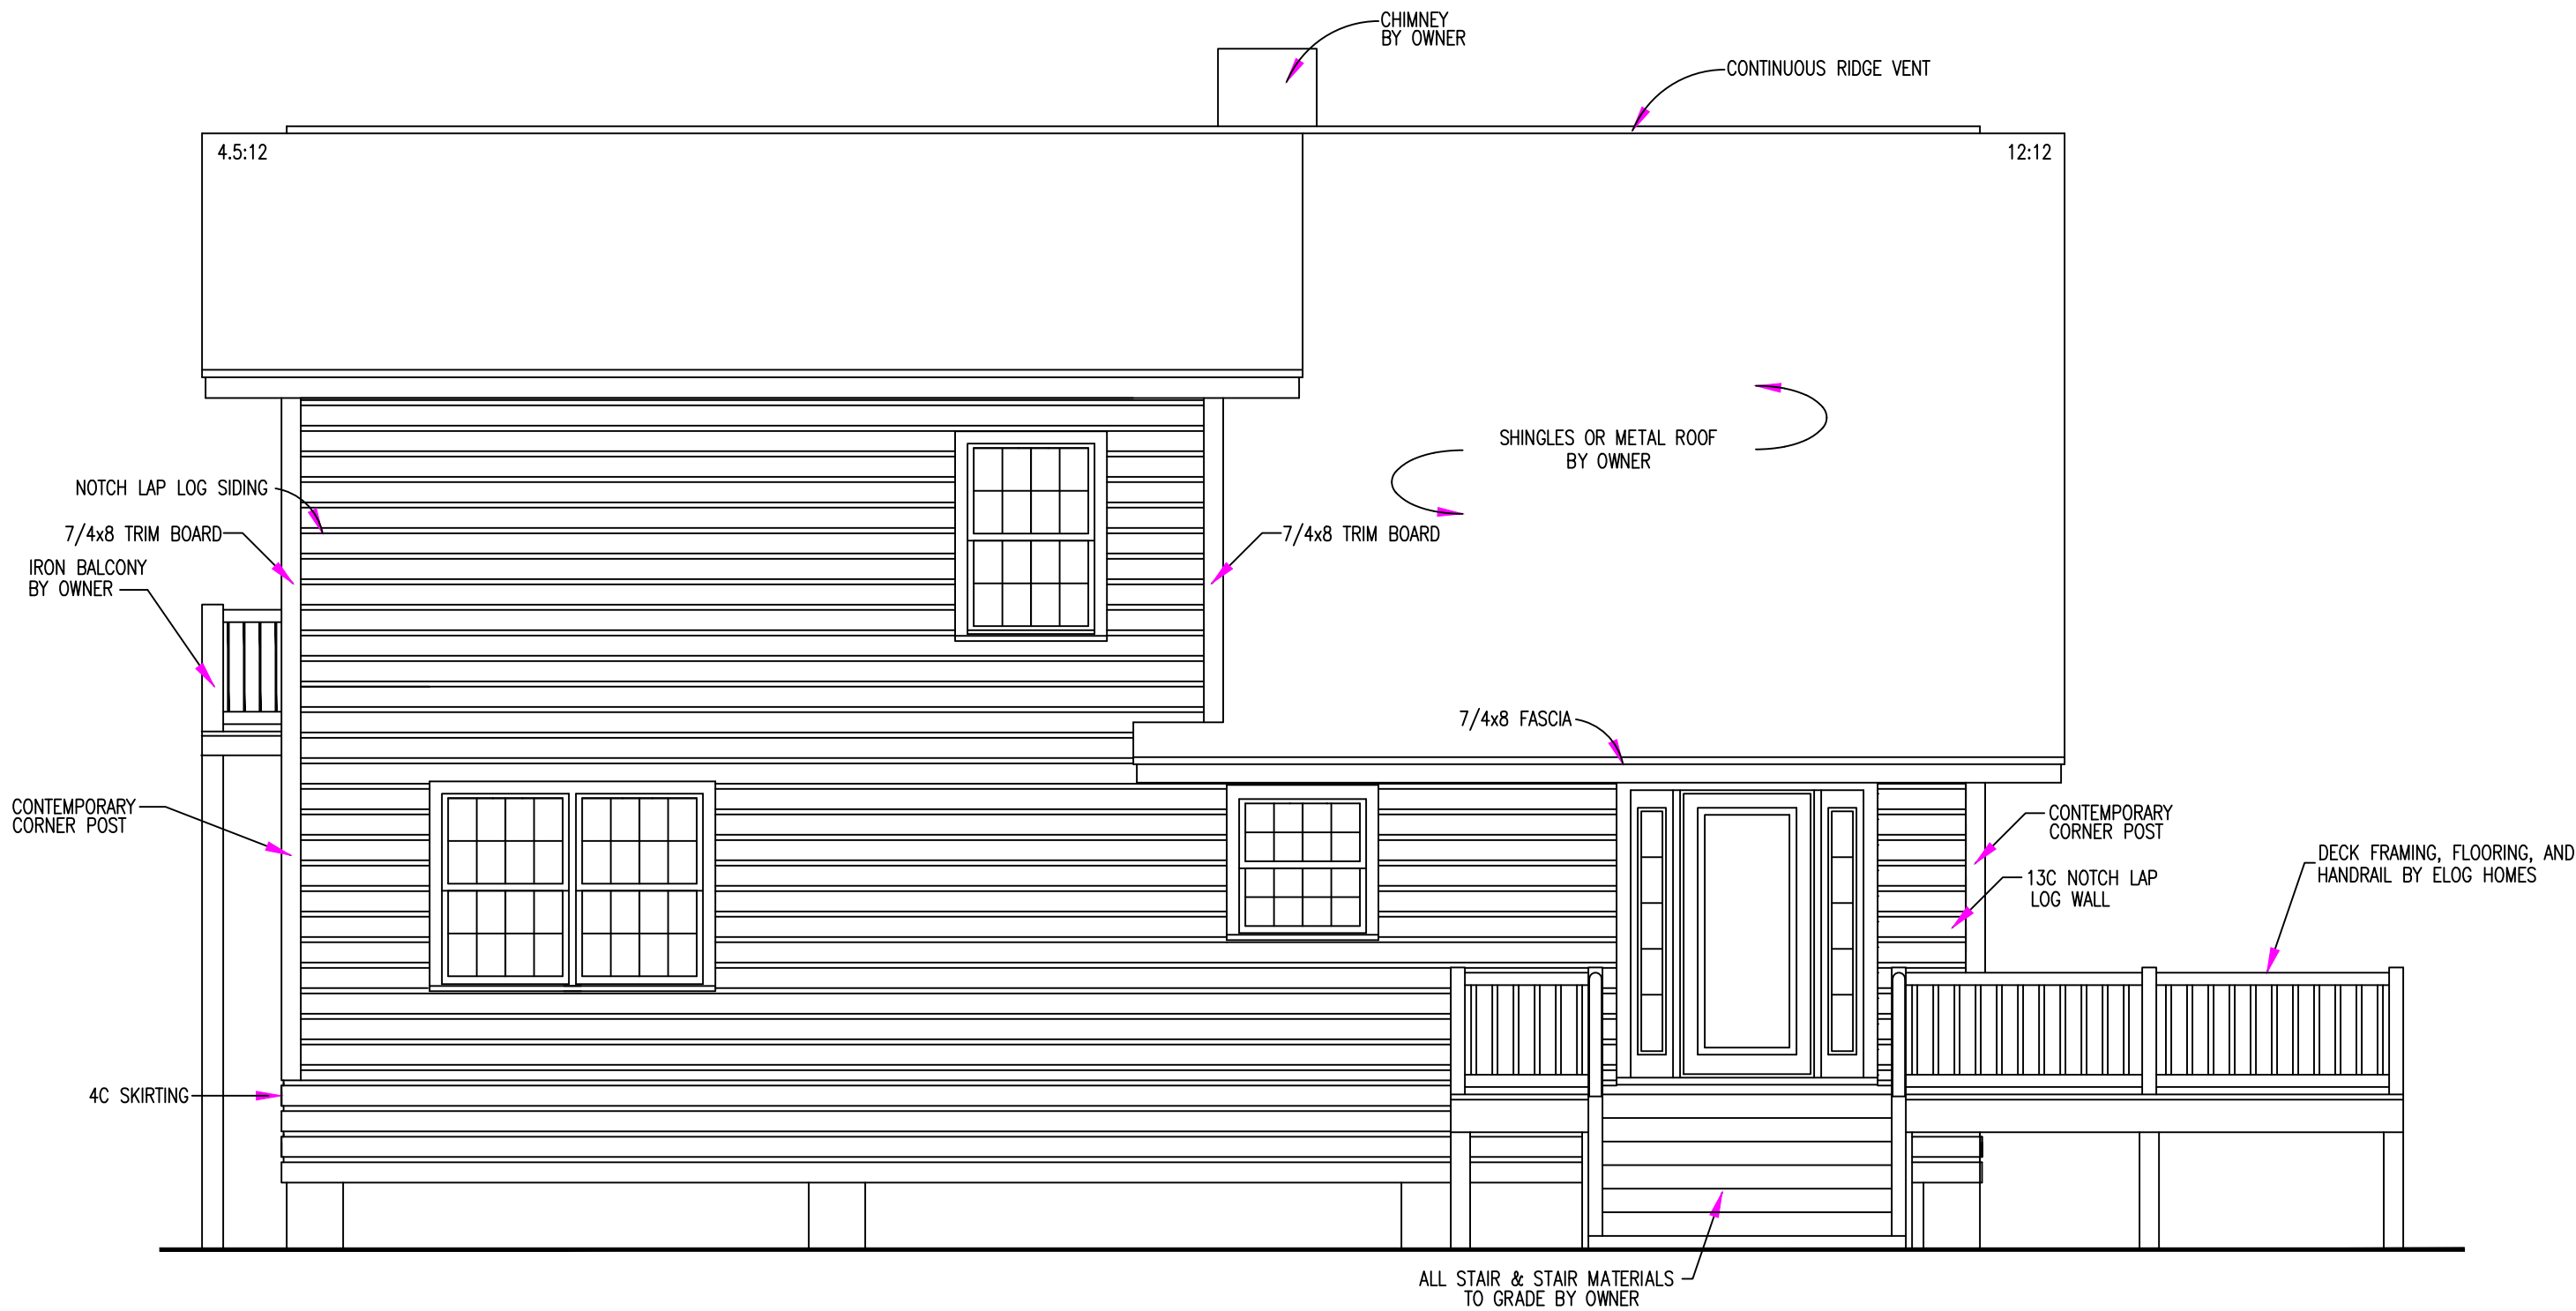 CHIMNEY
BY OWNER
CONTINUOUS RIDGE VENT
4.5:12
12:12
SHINGLES OR METAL ROOF
BY OWNER
NOTCH LAP LOG SIDING
7/4x8 TRIM BOARD
7/4x8 TRIM BOARD
IRON BALCONY
BY OWNER
7/4x8 FASCIA
CONTEMPORARY
CORNER POST
CONTEMPORARY
CORNER POST
DECK FRAMING, FLOORING, AND
HANDRAIL BY ELOG HOMES
13C NOTCH LAP
LOG WALL
4C SKIRTING
ALL STAIR & STAIR MATERIALS
TO GRADE BY OWNER